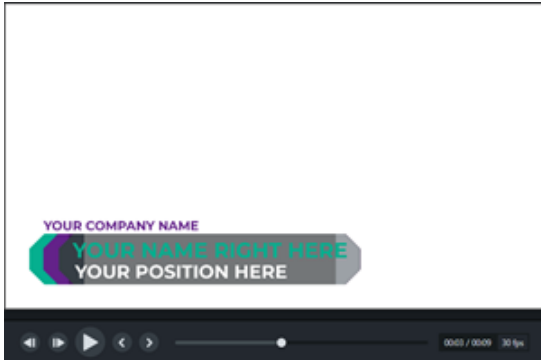 YOUR COMPANY NAME
YOUR NAME RIGHT HERE
YOUR POSITION HERE
00:03 / 00:09 30 fps